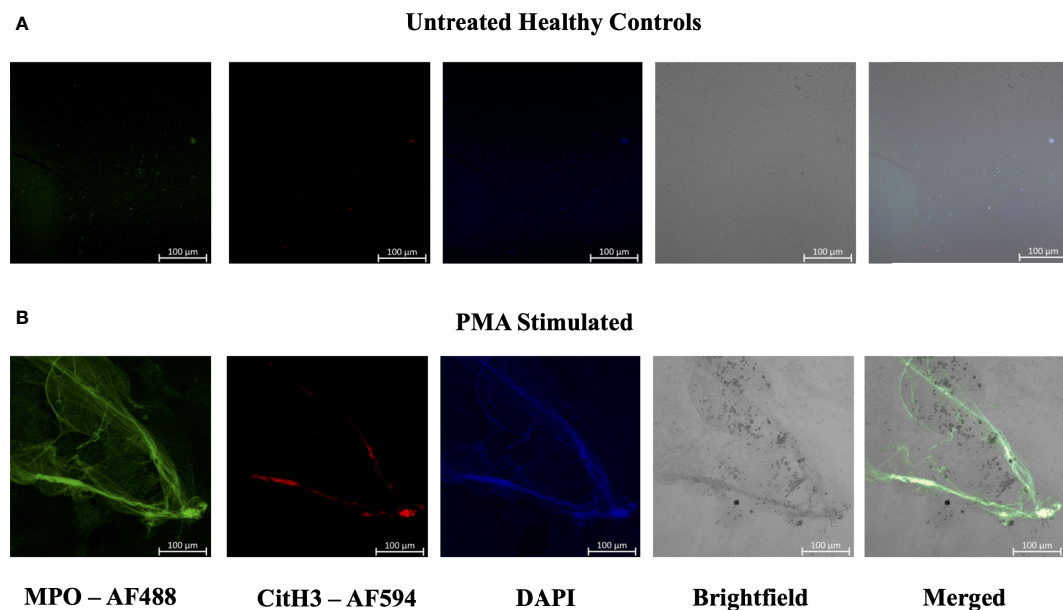 A
Untreated Healthy Controls
100 µm
100 µm
100 µm
100 µm
100 µm
B
PMA Stimulated
100 µm
100 µm
100 µm
100 µm
100 µm
MPO – AF488
CitH3 – AF594
DAPI
Brightfield
Merged